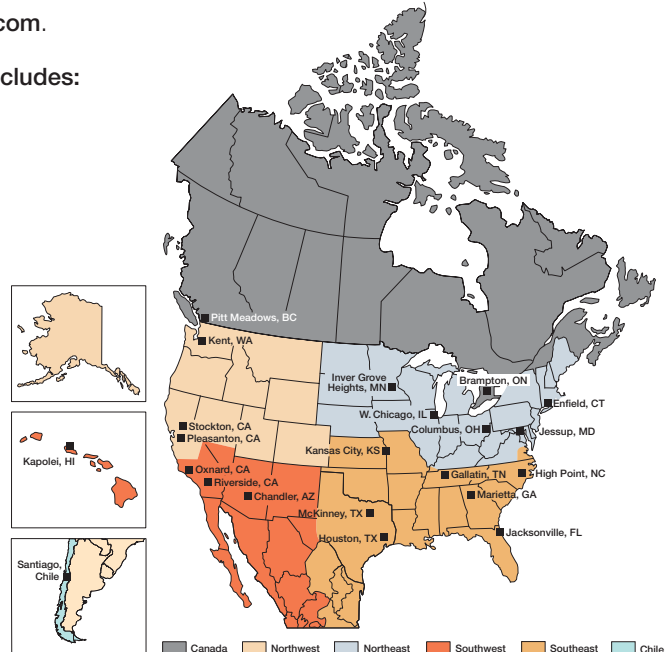 com.
cludes:
Pitt Meadows, BC
Kent, WA
Inver Grove
Heights, MN
Brampton, ON
W. Chicago, IL
Enfield, CT
Stockton, CA
Pleasanton, CA
Columbus, OH
Jessup, MD
Kapolei, HI
Kansas City, KS
Oxnard, CA
Riverside, CA
Chandler, AZ
Gallatin, TN
High Point, NC
Marietta, GA
McKinney, TX
Houston, TX
Jacksonville, FL
Santiago,
Chile
Canada
Northwest
Northeast
Southwest
Southeast
Chile